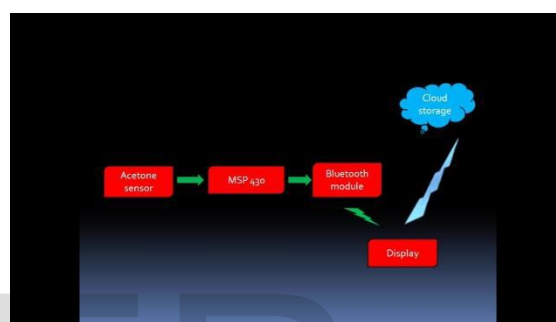 Cloud
storage
Acetone
sensor
MSP 430
Bluetooth
module
Display